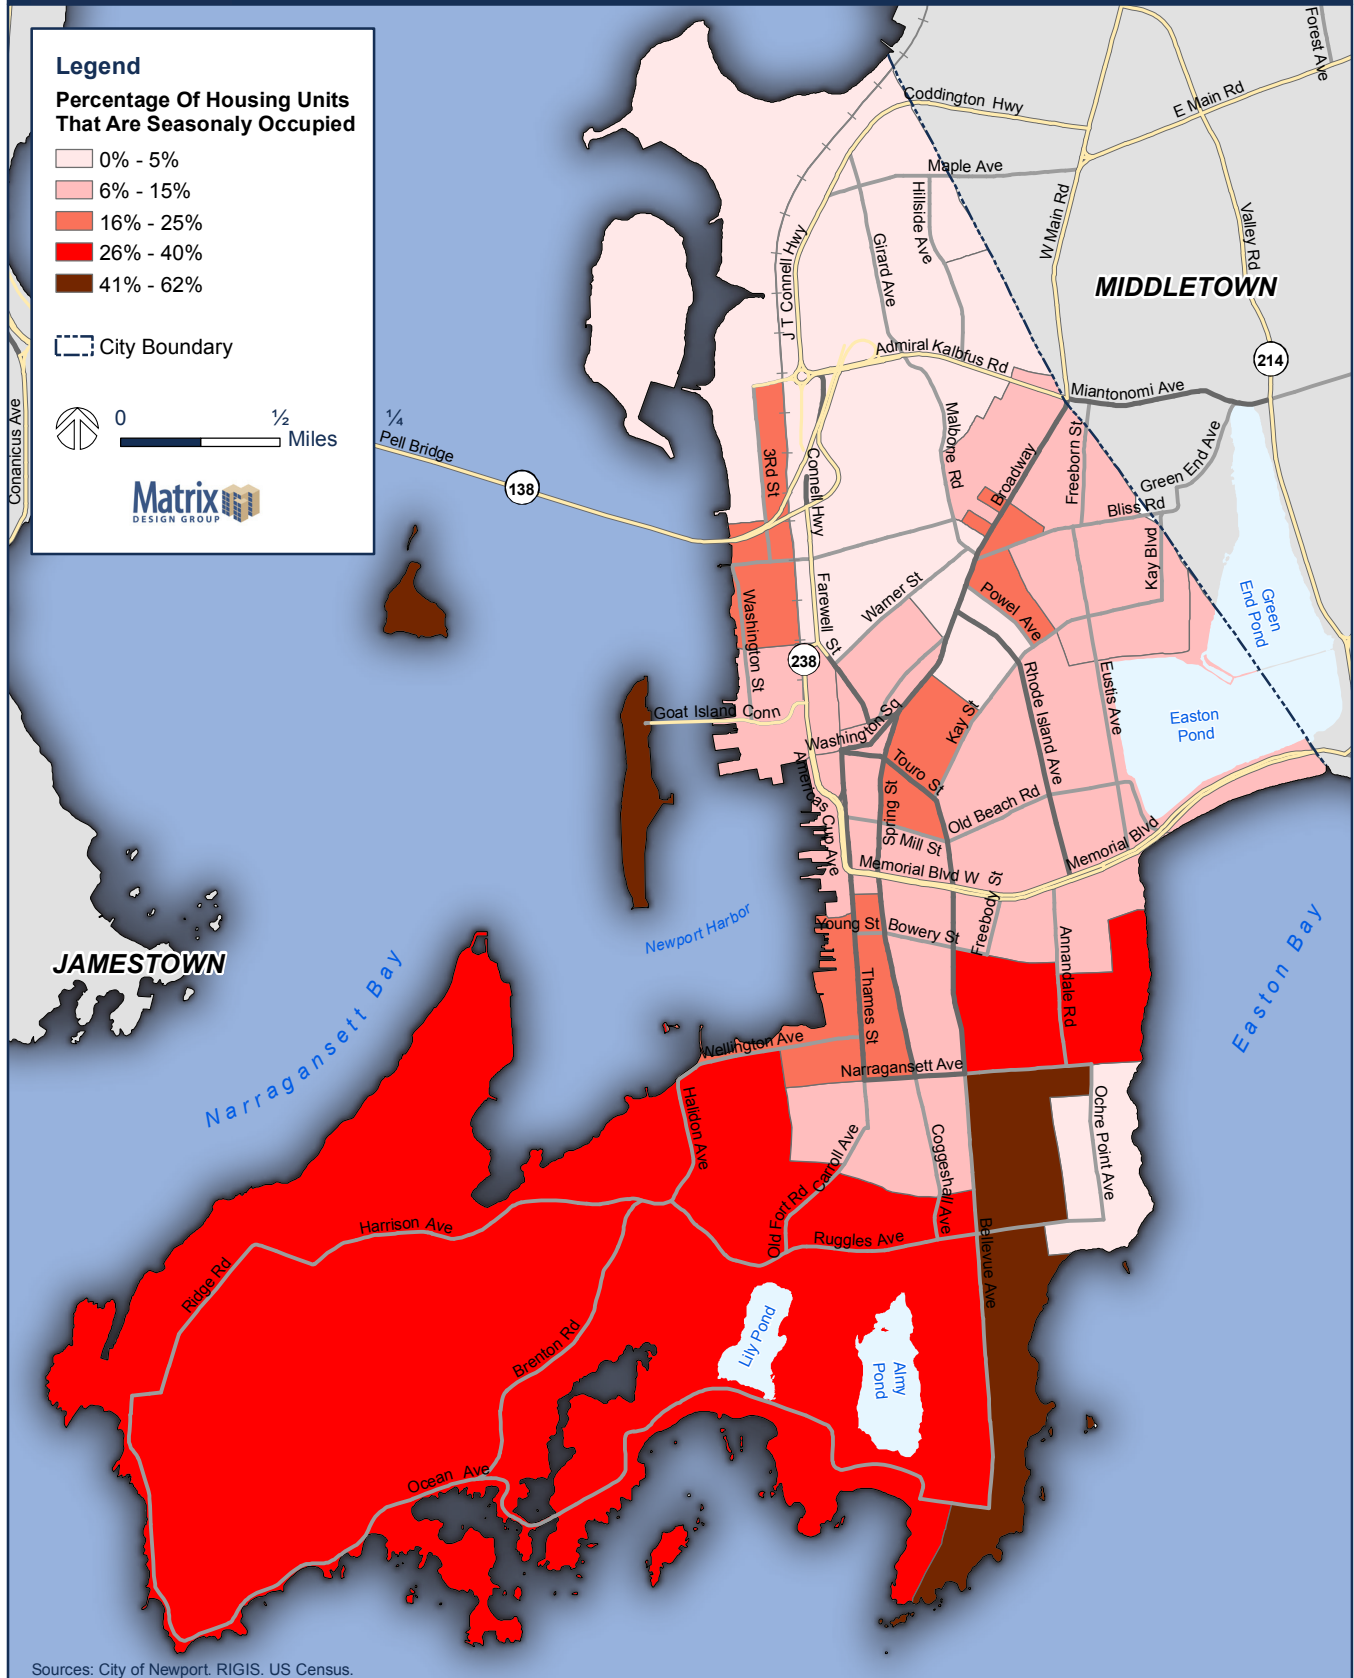 Legend
Percentage Of Housing Units
That Are Seasonaly Occupied
0% - 5%
6% - 15%
16% - 25%
26% - 40%
41% - 62%
City Boundary
0
½
¼
Miles
Matrix
DESIGN GROUP
Forest Ave
Coddington Hwy
E Main Rd
Maple Ave
Hillside Ave
W Main Rd
Valley Rd
Girard Ave
J T Connell Hwy
MIDDLETOWN
Admiral Kalbfus Rd
214
Miantonomi Ave
Conanicus Ave
Pell Bridge
138
3Rd St
Connell Hwy
Malbone Rd
Broadway
Freeborn St
Green End Ave
Bliss Rd
Kay Blvd
Farewell St
Warner St
Powel Ave
Green
End Pond
Washington St
238
Rhode Island Ave
Eustis Ave
Goat Island Conn
Washington Sq
Kay St
Easton
Pond
Touro St
Americas Cup Ave
Spring St
Old Beach Rd
Mill St
Memorial Blvd
Memorial Blvd W
Freebody St
Newport Harbor
Young St
Bowery St
Annandale Rd
JAMESTOWN
Narragansett Bay
Easton Bay
Thames St
Wellington Ave
Narragansett Ave
Halidon Ave
Ochre Point Ave
Carroll Ave
Coggeshall Ave
Old Fort Rd
Harrison Ave
Ruggles Ave
Bellevue Ave
Ridge Rd
Brenton Rd
Lily Pond
Almy
Pond
Ocean Ave
Sources: City of Newport. RIGIS. US Census.